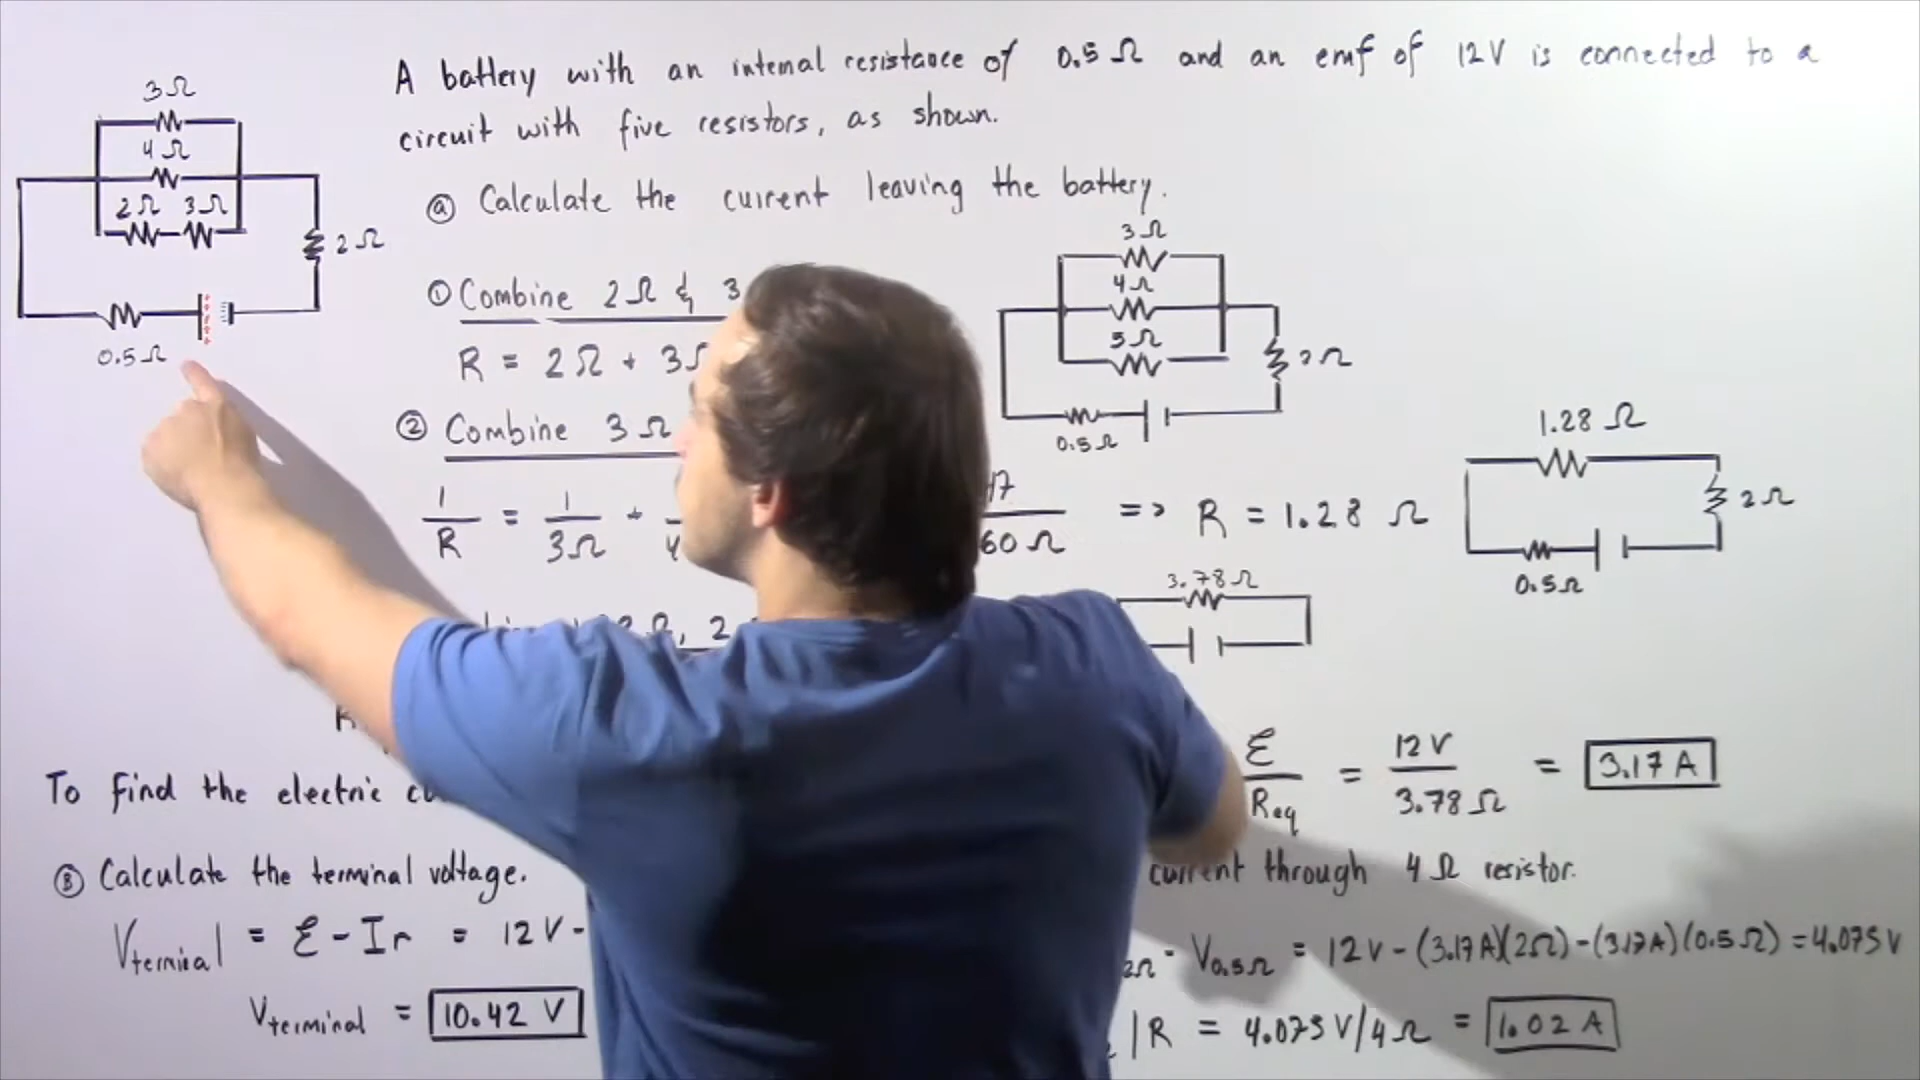 A battery with an internal resistance of 0.5Ω and an emf of 12V is connected to a
circuit with five resistors, as shown.
ⓐ Calculate the current leaving the battery.
3Ω
4Ω
2Ω 3Ω
2Ω
0.5Ω
① Combine 2Ω & 3
R = 2Ω + 3Ω
3Ω
4Ω
5Ω
2Ω
0.5Ω
② Combine 3Ω
1/R = 1/3Ω + 17/60Ω => R = 1.28 Ω
1.28 Ω
2Ω
0.5Ω
3.78Ω
To find the electric
ℰ/Req = 12V/3.78Ω = 3.17A
Ⓑ Calculate the terminal voltage.
current through 4Ω resistor.
Vterminal = ℰ - Ir = 12V -
2Ω - V0.5Ω = 12V - (3.17A)(2Ω) - (3.17A)(0.5Ω) = 4.075V
Vterminal = 10.42 V
/R = 4.075V/4Ω = 1.02 A